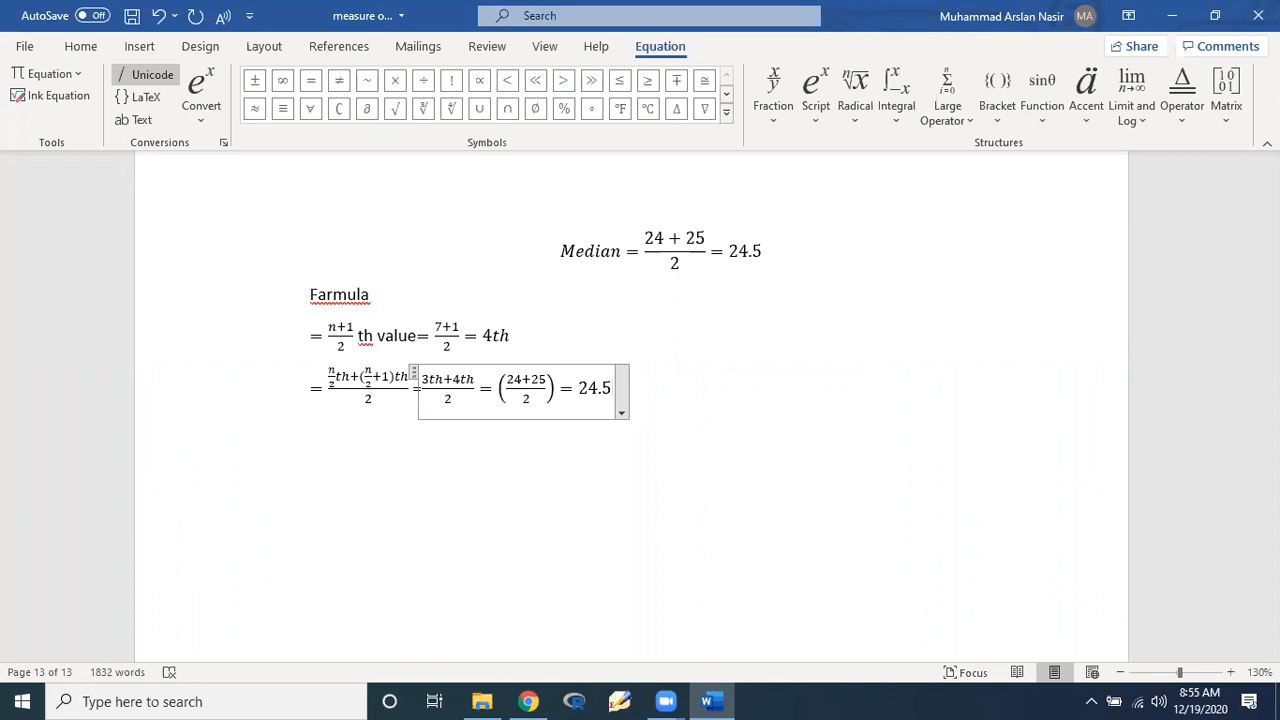 AutoSave Off measure o... Search Muhammad Arslan Nasir MA
File Home Insert Design Layout References Mailings Review View Help Equation Share Comments
Equation Unicode Convert Fraction Script Radical Integral Large Operator Bracket Function Accent Limit and Log Operator Matrix
Ink Equation LaTeX
ab Text
± ∞ = ≠ ~ × ÷ ! ∝ < ≪ > ≫ ≤ ≥ ∓ ≅
≈ ≡ ∀ ∁ ∂ √ ∛ ∜ ∪ ∩ ∅ % ° °F °C ∆ ∇
Tools Conversions Symbols Structures
Median = (24 + 25)/2 = 24.5
Farmula
= (n+1)/2 th value= (7+1)/2 = 4th
= (n/2 th+(n/2+1)th)/2 = (3th+4th)/2 = ((24+25)/2) = 24.5
Page 13 of 13 1832 words Focus 130%
Type here to search 8:55 AM
12/19/2020